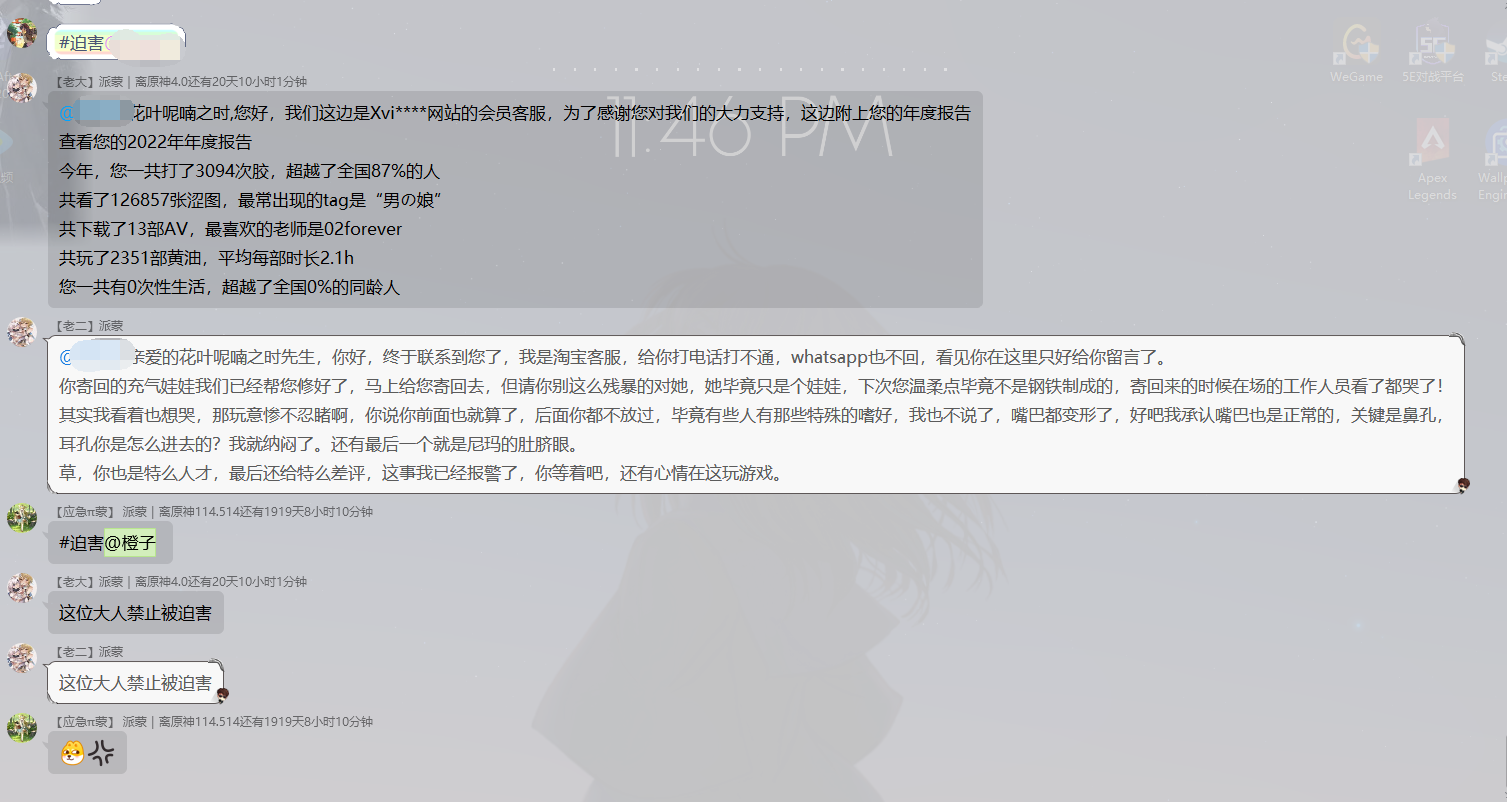 #迫害@
【老大】派蒙 | 离原神4.0还有20天10小时1分钟
@花叶呢喃之时,您好，我们这边是Xvi****网站的会员客服，为了感谢您对我们的大力支持，这边附上您的年度报告
查看您的2022年年度报告
今年，您一共打了3094次胶，超越了全国87%的人
共看了126857张涩图，最常出现的tag是“男の娘”
共下载了13部AV，最喜欢的老师是02forever
共玩了2351部黄油，平均每部时长2.1h
您一共有0次性生活，超越了全国0%的同龄人
11:46 PM
WeGame
5E对战平台
Apex
Legends
【老二】派蒙
@亲爱的花叶呢喃之时先生，你好，终于联系到您了，我是淘宝客服，给你打电话打不通，whatsapp也不回，看见你在这里只好给你留言了。
你寄回的充气娃娃我们已经帮您修好了，马上给您寄回去，但请你别这么残暴的对她，她毕竟只是个娃娃，下次您温柔点毕竟不是钢铁制成的，寄回来的时候在场的工作人员看了都哭了！
其实我看着也想哭，那玩意惨不忍睹啊，你说你前面也就算了，后面你都不放过，毕竟有些人有那些特殊的嗜好，我也不说了，嘴巴都变形了，好吧我承认嘴巴也是正常的，关键是鼻孔，
耳孔你是怎么进去的？我就纳闷了。还有最后一个就是尼玛的肚脐眼。
草，你也是特么人才，最后还给特么差评，这事我已经报警了，你等着吧，还有心情在这玩游戏。
【应急π蒙】 派蒙 | 离原神114.514还有1919天8小时10分钟
#迫害@橙子
【老大】派蒙 | 离原神4.0还有20天10小时1分钟
这位大人禁止被迫害
【老二】派蒙
这位大人禁止被迫害
【应急π蒙】 派蒙 | 离原神114.514还有1919天8小时10分钟